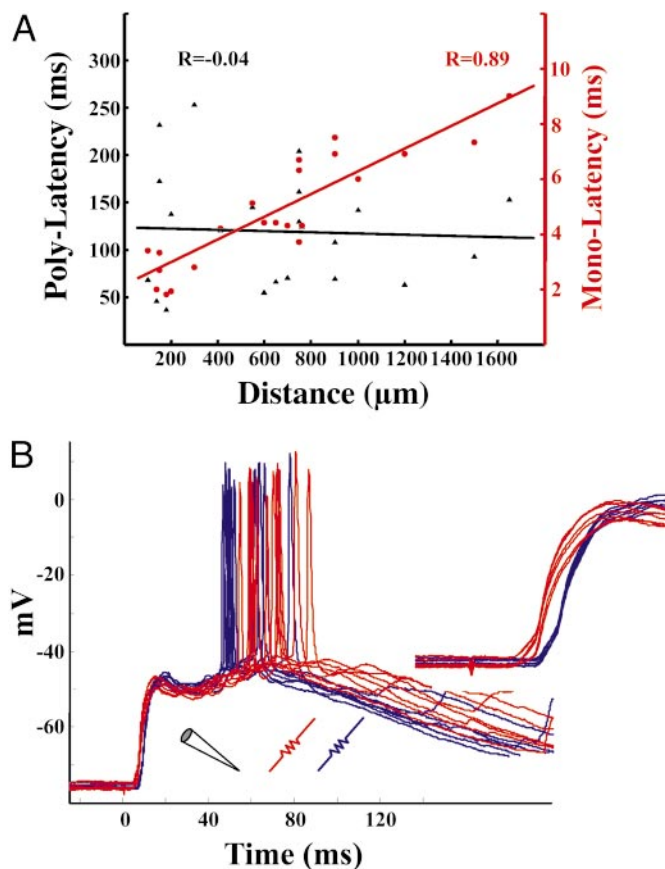 A
R=-0.04
R=0.89
Poly-Latency (ms)
350
300
250
200
150
100
50
10
8
6
4
2
Mono-Latency (ms)
200 400 600 800 1000 1200 1400 1600
Distance (µm)
B
mV
0
-20
-40
-60
0 40 80 120
Time (ms)